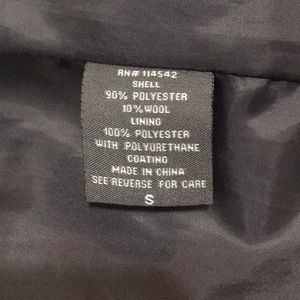 RN# 114542
SHELL
90% POLYESTER
10% WOOL
LINING
100% POLYESTER
WITH POLYURETHANE
COATING
MADE IN CHINA
SEE REVERSE FOR CARE
S